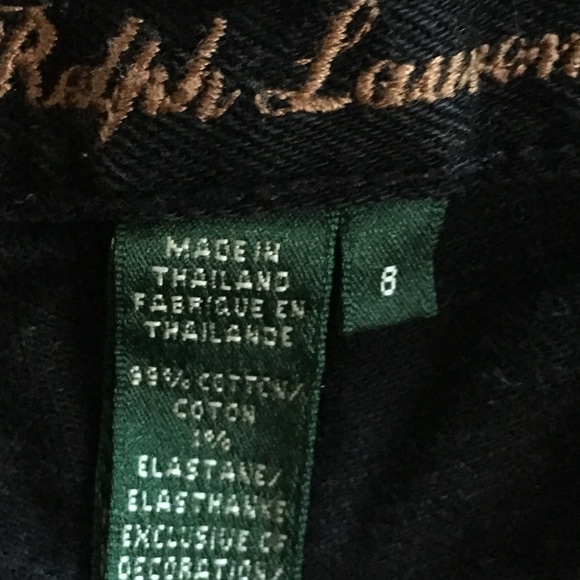 Ralph Lauren
MADE IN
THAILAND
FABRIQUE EN
THAILANDE
8
99% COTTON/
COTON
1%
ELASTANE/
ELASTHANNE
EXCLUSIVE OF
DECORATION/